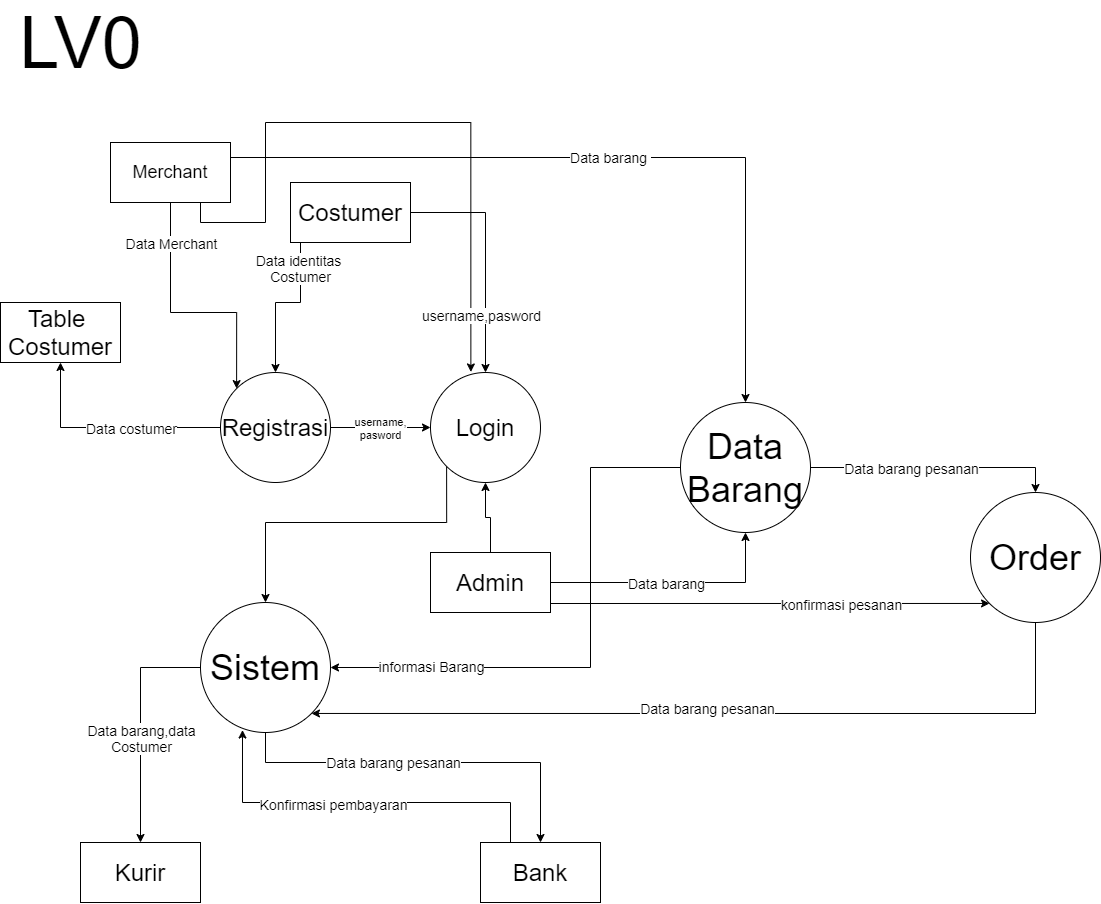 LV0
Merchant
Data barang
Costumer
Data Merchant
Data identitas
Costumer
username,pasword
Table
Costumer
Registrasi
username,
pasword
Login
Data costumer
Data
Barang
Data barang pesanan
Order
Admin
Data barang
konfirmasi pesanan
Sistem
informasi Barang
Data barang pesanan
Data barang,data
Costumer
Data barang pesanan
Konfirmasi pembayaran
Kurir
Bank